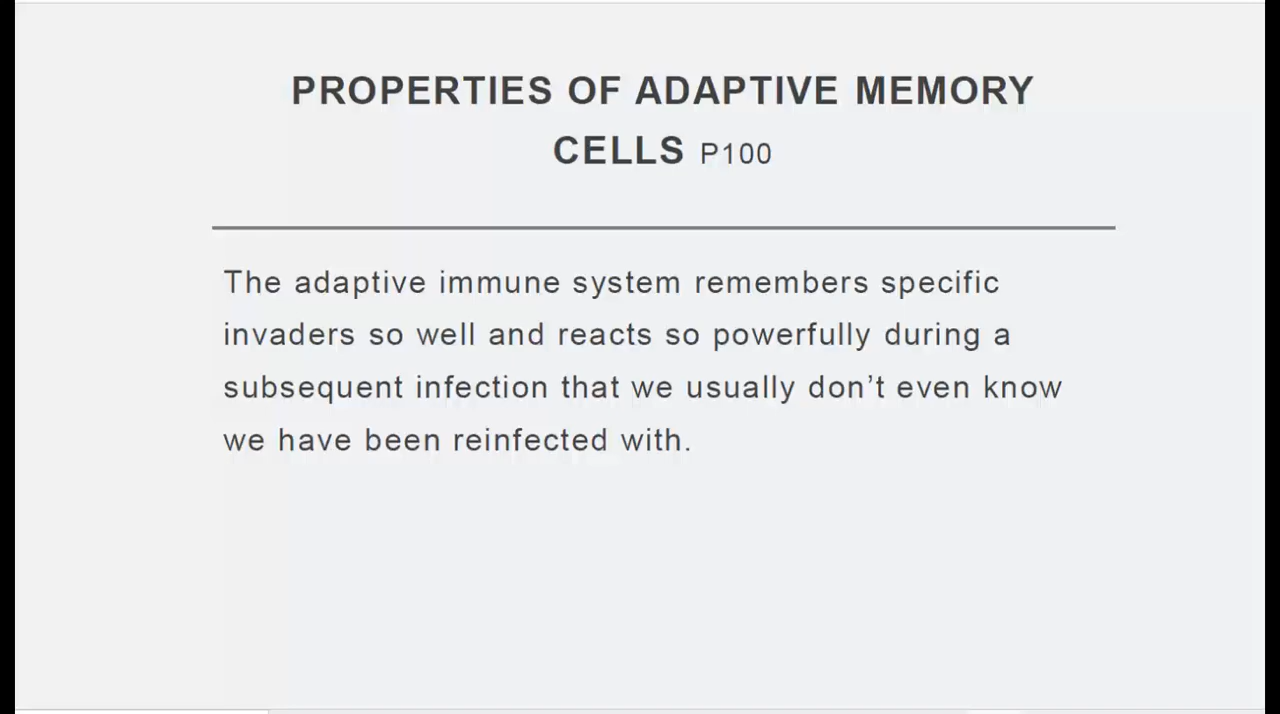 PROPERTIES OF ADAPTIVE MEMORY
CELLS P100
The adaptive immune system remembers specific
invaders so well and reacts so powerfully during a
subsequent infection that we usually don’t even know
we have been reinfected with.